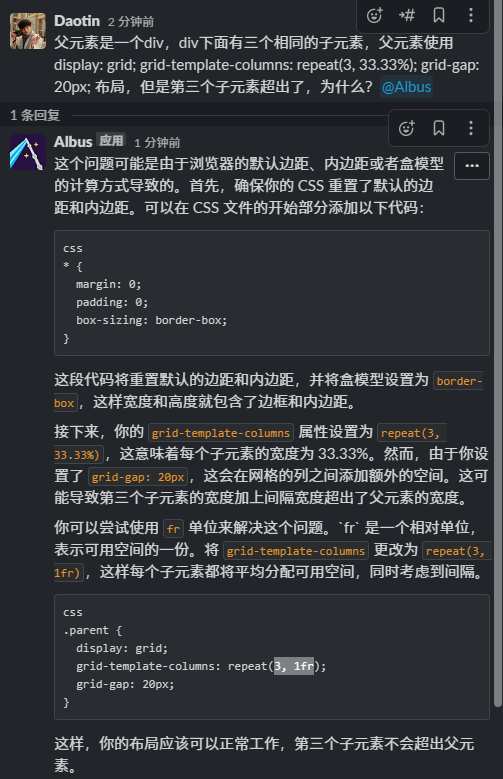 Daotin 2 分钟前
父元素是一个div，div下面有三个相同的子元素，父元素使用
display: grid; grid-template-columns: repeat(3, 33.33%); grid-gap:
20px; 布局，但是第三个子元素超出了，为什么？ @Albus
1 条回复
Albus 应用 1 分钟前
这个问题可能是由于浏览器的默认边距、内边距或者盒模型
的计算方式导致的。首先，确保你的 CSS 重置了默认的边
距和内边距。可以在 CSS 文件的开始部分添加以下代码：
css
* {
  margin: 0;
  padding: 0;
  box-sizing: border-box;
}
这段代码将重置默认的边距和内边距，并将盒模型设置为 border-
box，这样宽度和高度就包含了边框和内边距。
接下来，你的 grid-template-columns 属性设置为 repeat(3,
33.33%)，这意味着每个子元素的宽度为 33.33%。然而，由于你设
置了 grid-gap: 20px，这会在网格的列之间添加额外的空间。这可
能导致第三个子元素的宽度加上间隔宽度超出了父元素的宽度。
你可以尝试使用 fr 单位来解决这个问题。`fr` 是一个相对单位，
表示可用空间的一份。将 grid-template-columns 更改为 repeat(3,
1fr)，这样每个子元素都将平均分配可用空间，同时考虑到间隔。
css
.parent {
  display: grid;
  grid-template-columns: repeat(3, 1fr);
  grid-gap: 20px;
}
这样，你的布局应该可以正常工作，第三个子元素不会超出父元
素。